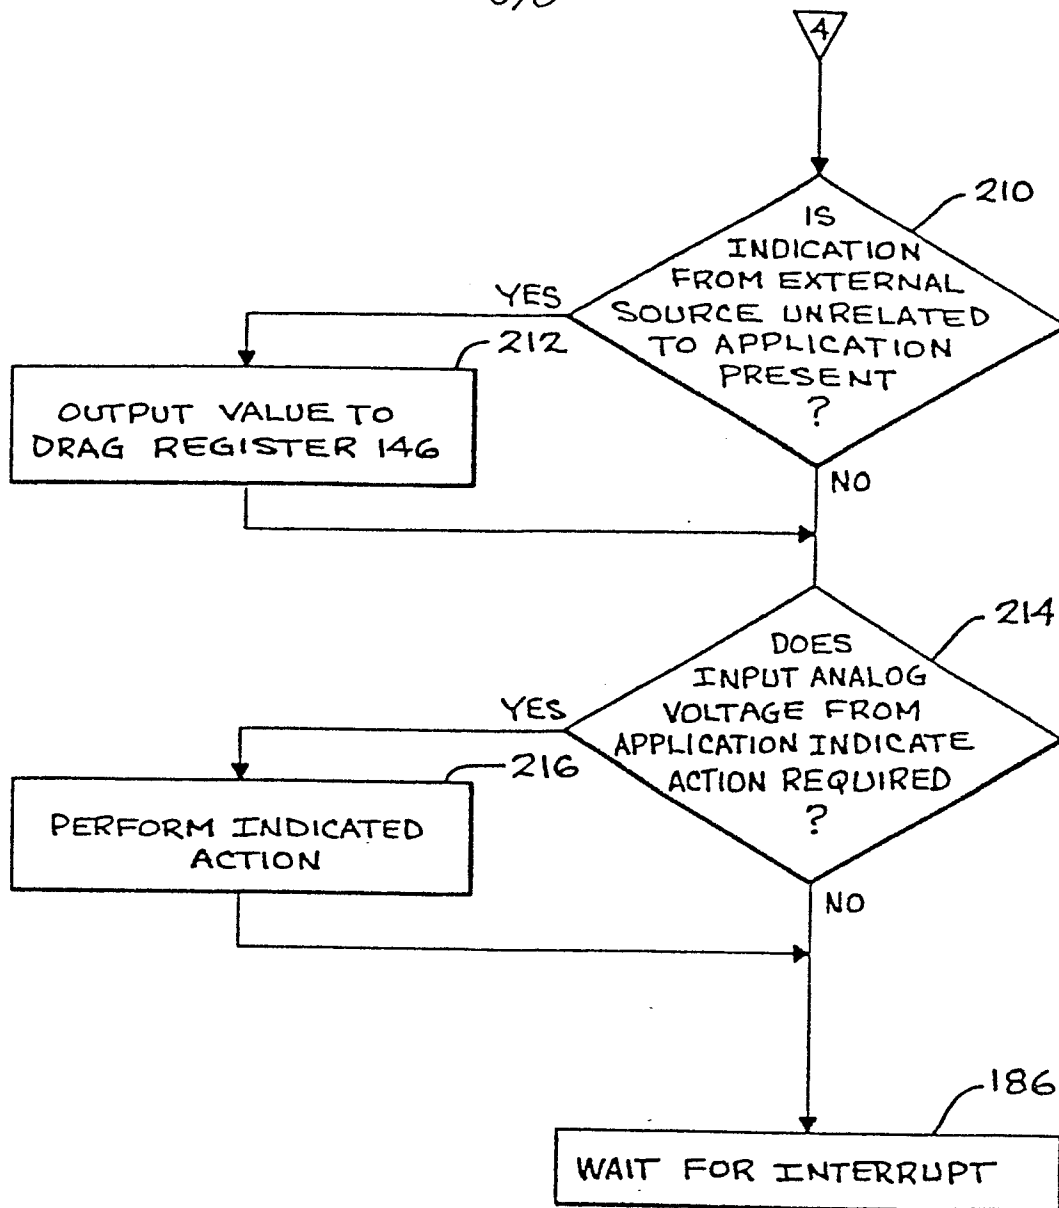 4
210
IS
INDICATION
FROM EXTERNAL
SOURCE UNRELATED
TO APPLICATION
PRESENT
?
YES
212
OUTPUT VALUE TO
DRAG REGISTER 146
NO
214
DOES
INPUT ANALOG
VOLTAGE FROM
APPLICATION INDICATE
ACTION REQUIRED
?
YES
216
PERFORM INDICATED
ACTION
NO
186
WAIT FOR INTERRUPT